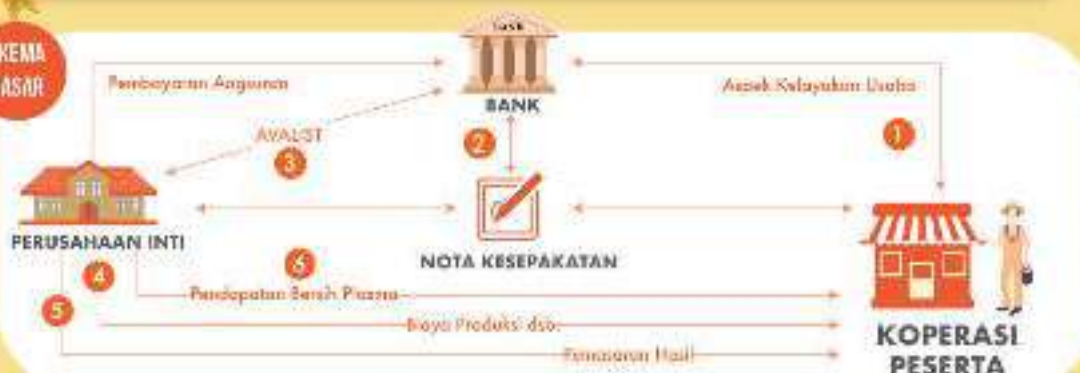 KEMA
ASAR
Bank
BANK
Pembayaran Angsuran
Aspek Kelayakan Usaha
AVALIST
1
2
3
PERUSAHAAN INTI
NOTA KESEPAKATAN
4
5
6
Pendapatan Bersih Plasma
Biaya Produksi dsb.
Pemasaran Hasil
KOPERASI
PESERTA